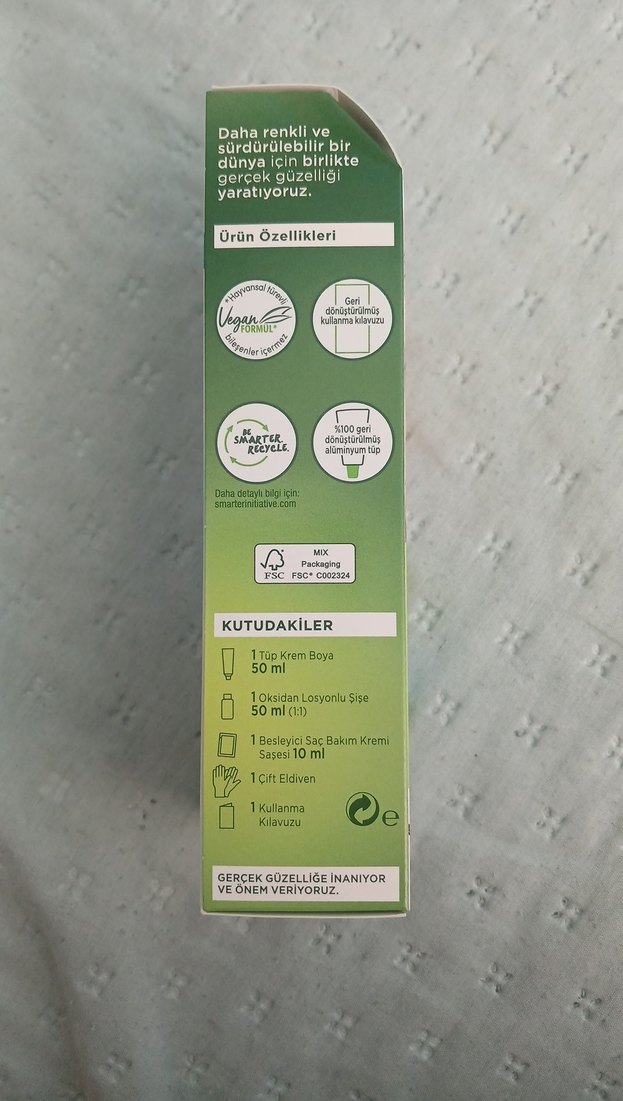 Daha renkli ve
sürdürülebilir bir
dünya için birlikte
gerçek güzelliği
yaratıyoruz.
Ürün Özellikleri
*Hayvansal türevli
Vegan
FORMÜL*
bileşenler içermez
Geri
dönüştürülmüş
kullanma kılavuzu
BE
SMARTER.
RECYCLE.
%100 geri
dönüştürülmüş
alüminyum tüp
Daha detaylı bilgi için:
smarterinitiative.com
FSC
MIX
Packaging
FSC® C002324
KUTUDAKİLER
1 Tüp Krem Boya
50 ml
1 Oksidan Losyonlu Şişe
50 ml (1:1)
1 Besleyici Saç Bakım Kremi
Saşesi 10 ml
1 Çift Eldiven
1 Kullanma
Kılavuzu
e
GERÇEK GÜZELLİĞE İNANIYOR
VE ÖNEM VERİYORUZ.